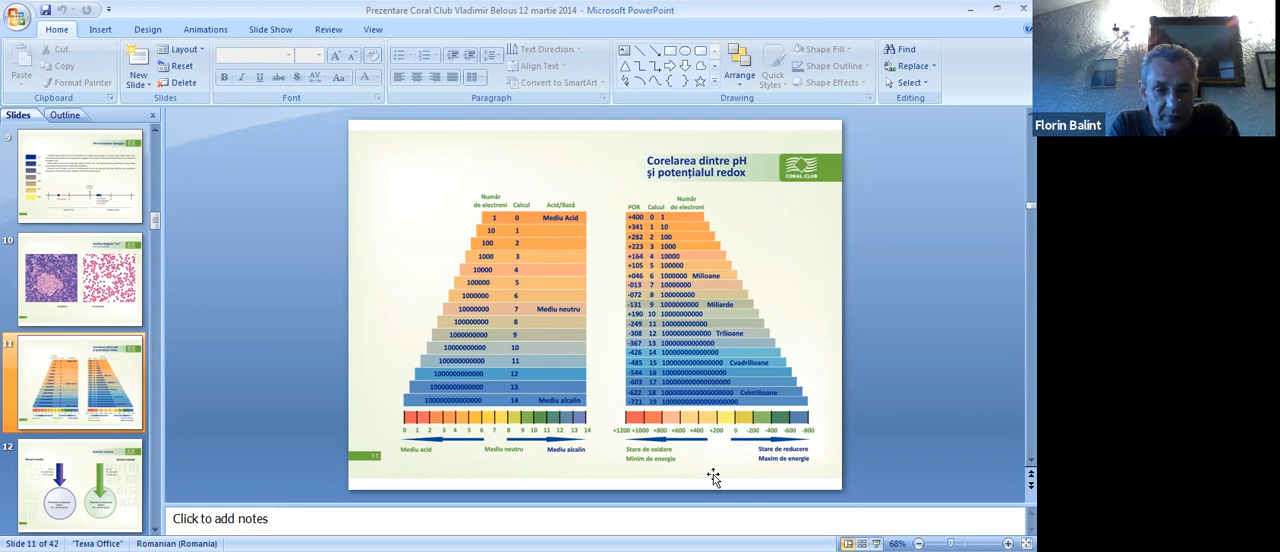 Prezentare Coral Club Vladimir Belous 12 martie 2014 - Microsoft PowerPoint
Home Insert Design Animations Slide Show Review View
Cut
Copy
Format Painter
Paste
Clipboard
New
Slide
Layout
Reset
Delete
Slides
Font
Text Direction
Align Text
Convert to SmartArt
Paragraph
Arrange
Quick
Styles
Shape Fill
Shape Outline
Shape Effects
Drawing
Find
Replace
Select
Editing
Florin Balint
Slides Outline
9
10
11
12
Corelarea dintre pH
şi potenţialul redox
CORAL CLUB
Număr
de electroni Calcul Acid/Bază
1 0 Mediu Acid
10 1
100 2
1000 3
10000 4
100000 5
1000000 6
10000000 7 Mediu neutru
100000000 8
1000000000 9
10000000000 10
100000000000 11
1000000000000 12
10000000000000 13
100000000000000 14 Mediu alcalin
0 1 2 3 4 5 6 7 8 9 10 11 12 13 14
Mediu acid Mediu neutru Mediu alcalin
Număr
POR Calcul de electroni
+400 0 1
+341 1 10
+282 2 100
+223 3 1000
+164 4 10000
+105 5 100000
+046 6 1000000 Milioane
-013 7 10000000
-072 8 100000000
-131 9 1000000000 Miliarde
+190 10 10000000000
-249 11 100000000000
-308 12 1000000000000 Trilioane
-367 13
-426 14
-485 15 Cvadrilioane
-544 16
-603 17
-622 18 Cvintilioane
-721 19
+1200 +1000 +800 +600 +400 +200 0 -200 -400 -600 -800
Stare de oxidare Stare de reducere
Minim de energie Maxim de energie
11
Click to add notes
Slide 11 of 42 "Тема Office" Romanian (Romania) 68%